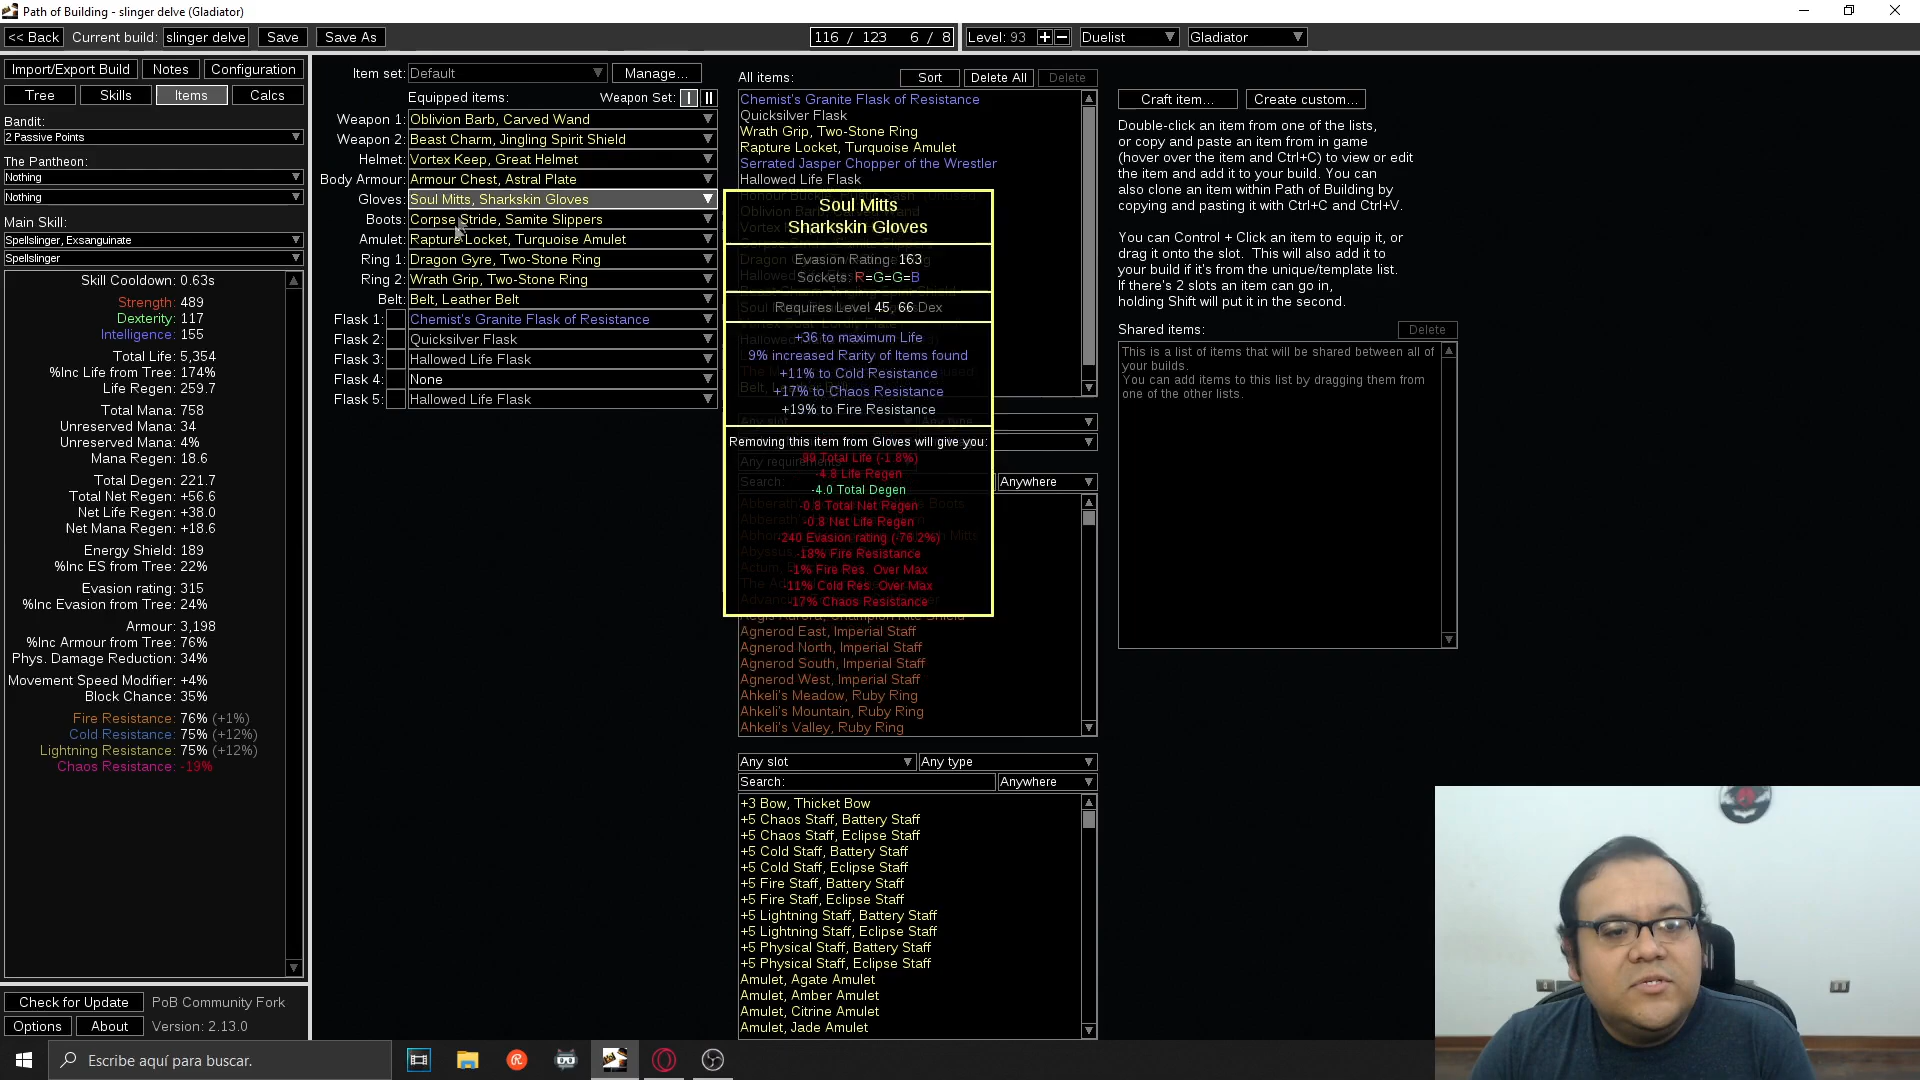 Path of Building - slinger delve (Gladiator)
<< Back
Current build:
slinger delve
Save
Save As
116 / 123
6 / 8
Level: 93
Duelist
Gladiator
Import/Export Build
Notes
Configuration
Tree
Skills
Items
Calcs
Bandit:
2 Passive Points
The Pantheon:
Nothing
Nothing
Main Skill:
Spellslinger, Exsanguinate
Spellslinger
Skill Cooldown: 0.63s
Strength: 489
Dexterity: 117
Intelligence: 155
Total Life: 5,354
%Inc Life from Tree: 174%
Life Regen: 259.7
Total Mana: 758
Unreserved Mana: 34
Unreserved Mana: 4%
Mana Regen: 18.6
Total Degen: 221.7
Total Net Regen: +56.6
Net Life Regen: +38.0
Net Mana Regen: +18.6
Energy Shield: 189
%Inc ES from Tree: 22%
Evasion rating: 315
%Inc Evasion from Tree: 24%
Armour: 3,198
%Inc Armour from Tree: 76%
Phys. Damage Reduction: 34%
Movement Speed Modifier: +4%
Block Chance: 35%
Fire Resistance: 76% (+1%)
Cold Resistance: 75% (+12%)
Lightning Resistance: 75% (+12%)
Chaos Resistance: -19%
Check for Update
PoB Community Fork
Options
About
Version: 2.13.0
Item set:
Default
Manage...
Equipped items:
Weapon Set:
I
II
Weapon 1: Oblivion Barb, Carved Wand
Weapon 2: Beast Charm, Jingling Spirit Shield
Helmet: Vortex Keep, Great Helmet
Body Armour: Armour Chest, Astral Plate
Gloves: Soul Mitts, Sharkskin Gloves
Boots: Corpse Stride, Samite Slippers
Amulet: Rapture Locket, Turquoise Amulet
Ring 1: Dragon Gyre, Two-Stone Ring
Ring 2: Wrath Grip, Two-Stone Ring
Belt: Belt, Leather Belt
Flask 1: Chemist's Granite Flask of Resistance
Flask 2: Quicksilver Flask
Flask 3: Hallowed Life Flask
Flask 4: None
Flask 5: Hallowed Life Flask
All items:
Sort
Delete All
Delete
Chemist's Granite Flask of Resistance
Quicksilver Flask
Wrath Grip, Two-Stone Ring
Rapture Locket, Turquoise Amulet
Serrated Jasper Chopper of the Wrestler
Hallowed Life Flask
Soul Mitts
Sharkskin Gloves
Evasion Rating: 163
Sockets: R=G=G=B
Requires Level 45, 66 Dex
+36 to maximum Life
9% increased Rarity of Items found
+11% to Cold Resistance
+17% to Chaos Resistance
+19% to Fire Resistance
Removing this item from Gloves will give you:
-99 Total Life (-1.8%)
-4.8 Life Regen
-4.0 Total Degen
-0.8 Total Net Regen
-0.8 Net Life Regen
-240 Evasion rating (-76.2%)
-18% Fire Resistance
-1% Fire Res. Over Max
-11% Cold Res. Over Max
-17% Chaos Resistance
Search:
Anywhere
Agnerod East, Imperial Staff
Agnerod North, Imperial Staff
Agnerod South, Imperial Staff
Agnerod West, Imperial Staff
Ahkeli's Meadow, Ruby Ring
Ahkeli's Mountain, Ruby Ring
Ahkeli's Valley, Ruby Ring
Any slot
Any type
Search:
Anywhere
+3 Bow, Thicket Bow
+5 Chaos Staff, Battery Staff
+5 Chaos Staff, Eclipse Staff
+5 Cold Staff, Battery Staff
+5 Cold Staff, Eclipse Staff
+5 Fire Staff, Battery Staff
+5 Fire Staff, Eclipse Staff
+5 Lightning Staff, Battery Staff
+5 Lightning Staff, Eclipse Staff
+5 Physical Staff, Battery Staff
+5 Physical Staff, Eclipse Staff
Amulet, Agate Amulet
Amulet, Amber Amulet
Amulet, Citrine Amulet
Amulet, Jade Amulet
Craft item...
Create custom...
Double-click an item from one of the lists,
or copy and paste an item from in game
(hover over the item and Ctrl+C) to view or edit
the item and add it to your build. You can
also clone an item within Path of Building by
copying and pasting it with Ctrl+C and Ctrl+V.
You can Control + Click an item to equip it, or
drag it onto the slot. This will also add it to
your build if it's from the unique/template list.
If there's 2 slots an item can go in,
holding Shift will put it in the second.
Shared items:
Delete
This is a list of items that will be shared between all of
your builds.
You can add items to this list by dragging them from
one of the other lists.
Escribe aquí para buscar.